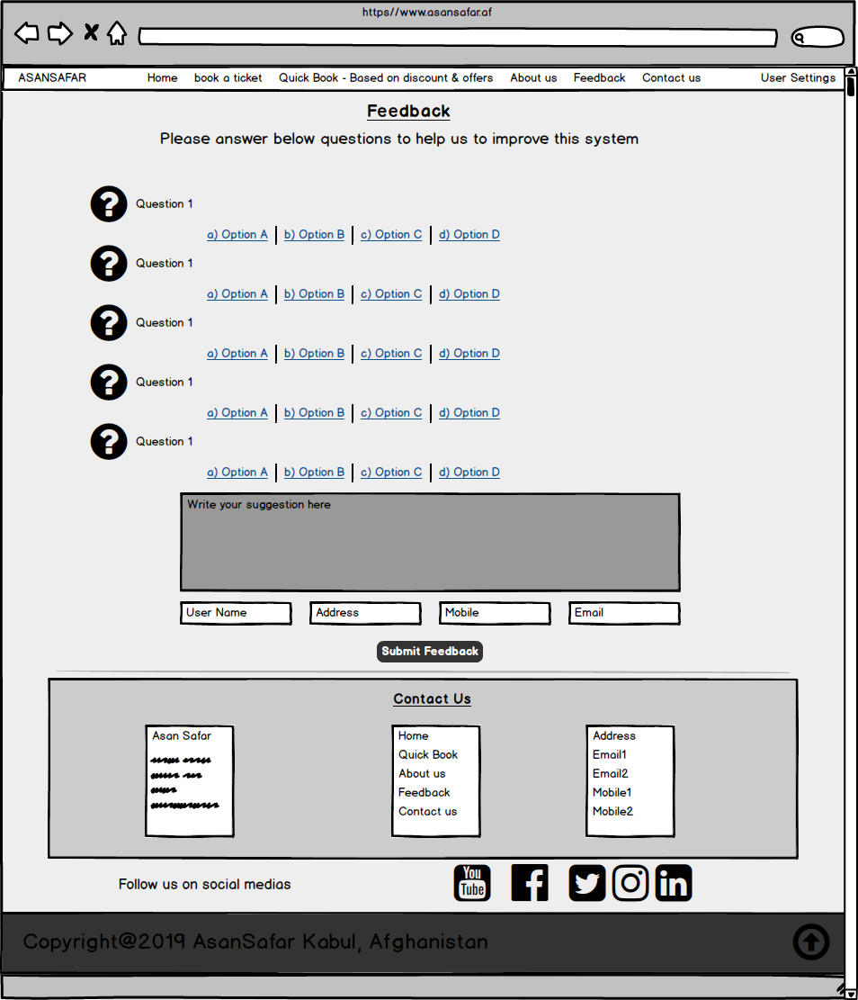 https//www.asansafar.af
ASANSAFAR Home book a ticket Quick Book - Based on discount & offers About us Feedback Contact us User Settings
Feedback
Please answer below questions to help us to improve this system
Question 1
a) Option A b) Option B c) Option C d) Option D
Question 1
a) Option A b) Option B c) Option C d) Option D
Question 1
a) Option A b) Option B c) Option C d) Option D
Question 1
a) Option A b) Option B c) Option C d) Option D
Question 1
a) Option A b) Option B c) Option C d) Option D
Write your suggestion here
User Name Address Mobile Email
Submit Feedback
Contact Us
Asan Safar
Home
Quick Book
About us
Feedback
Contact us
Address
Email1
Email2
Mobile1
Mobile2
Follow us on social medias
You
Tube
in
Copyright@2019 AsanSafar Kabul, Afghanistan